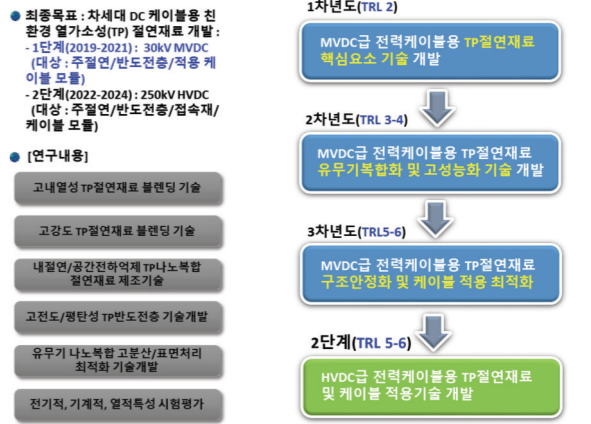 최종목표 : 차세대 DC 케이블용 친
환경 열가소성(TP) 절연재료 개발 :
- 1단계(2019-2021) : 30kV MVDC
(대상 : 주절연/반도전층/적용 케
이블 모듈)
- 2단계(2022-2024) : 250kV HVDC
(대상 : 주절연/반도전층/접속재/
케이블 모듈)
[연구내용]
고내열성 TP절연재료 블렌딩 기술
고강도 TP절연재료 블렌딩 기술
내절연/공간전하억제 TP나노복합
절연재료 제조기술
고전도/평탄성 TP반도전층 기술개발
유무기 나노복합 고분산/표면처리
최적화 기술개발
전기적, 기계적, 열적특성 시험평가
1차년도(TRL 2)
MVDC급 전력케이블용 TP절연재료
핵심요소 기술 개발
2차년도(TRL 3-4)
MVDC급 전력케이블용 TP절연재료
유무기복합화 및 고성능화 기술 개발
3차년도(TRL5-6)
MVDC급 전력케이블용 TP절연재료
구조안정화 및 케이블 적용 최적화
2단계(TRL 5-6)
HVDC급 전력케이블용 TP절연재료
및 케이블 적용기술 개발